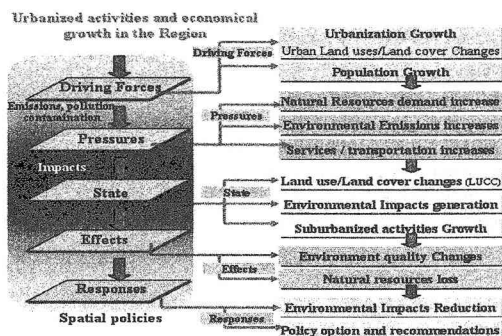 Urbanized activities and economical
growth in the Region
Driving Forces
Emissions, pollution,
contamination
Pressures
Impacts
State
Effects
Responses
Spatial policies
Driving Forces
Pressures
State
Effects
Responses
Urbanization Growth
Urban Land uses/Land cover Changes
Population Growth
Natural Resources demand increase
Environmental Emissions increases
Services / transportation increases
Land use/Land cover changes (LUCC)
Environmental Impacts generation
Suburbanized activities Growth
Environment quality Changes
Natural resources loss
Environmental Impacts Reduction
Policy option and recommendations